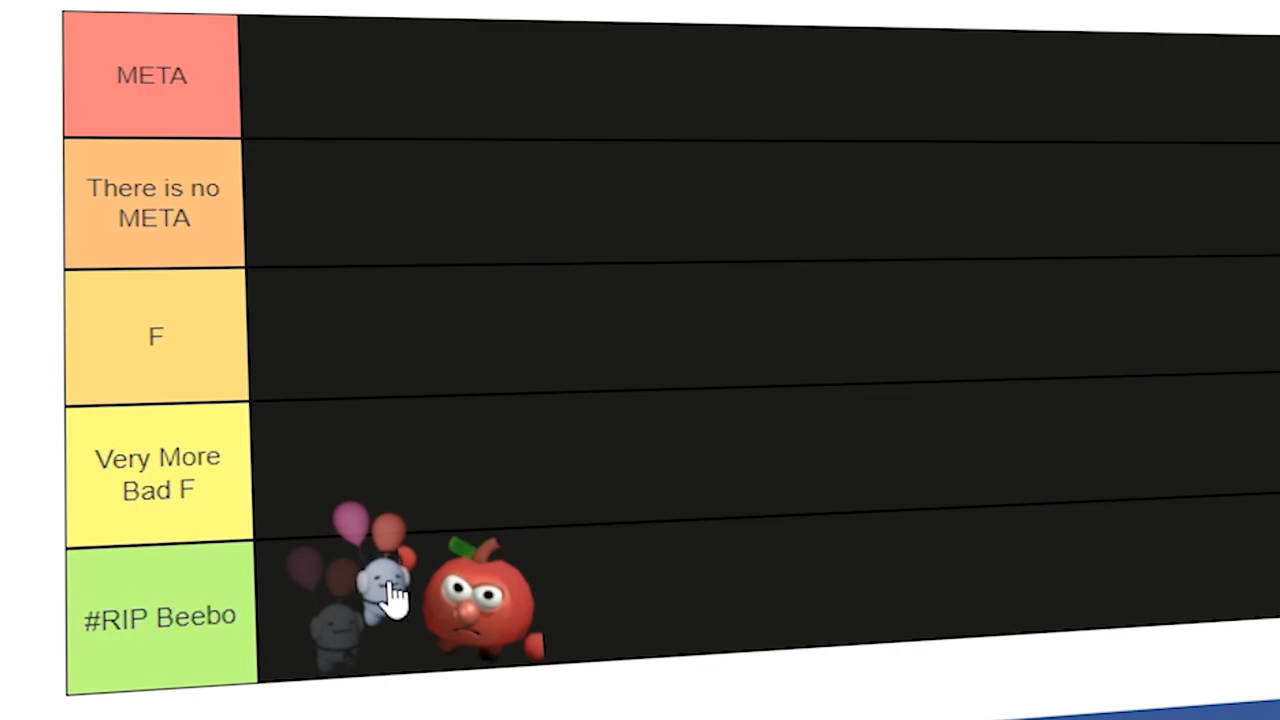 META
There is no
META
F
Very More
Bad F
#RIP Beebo